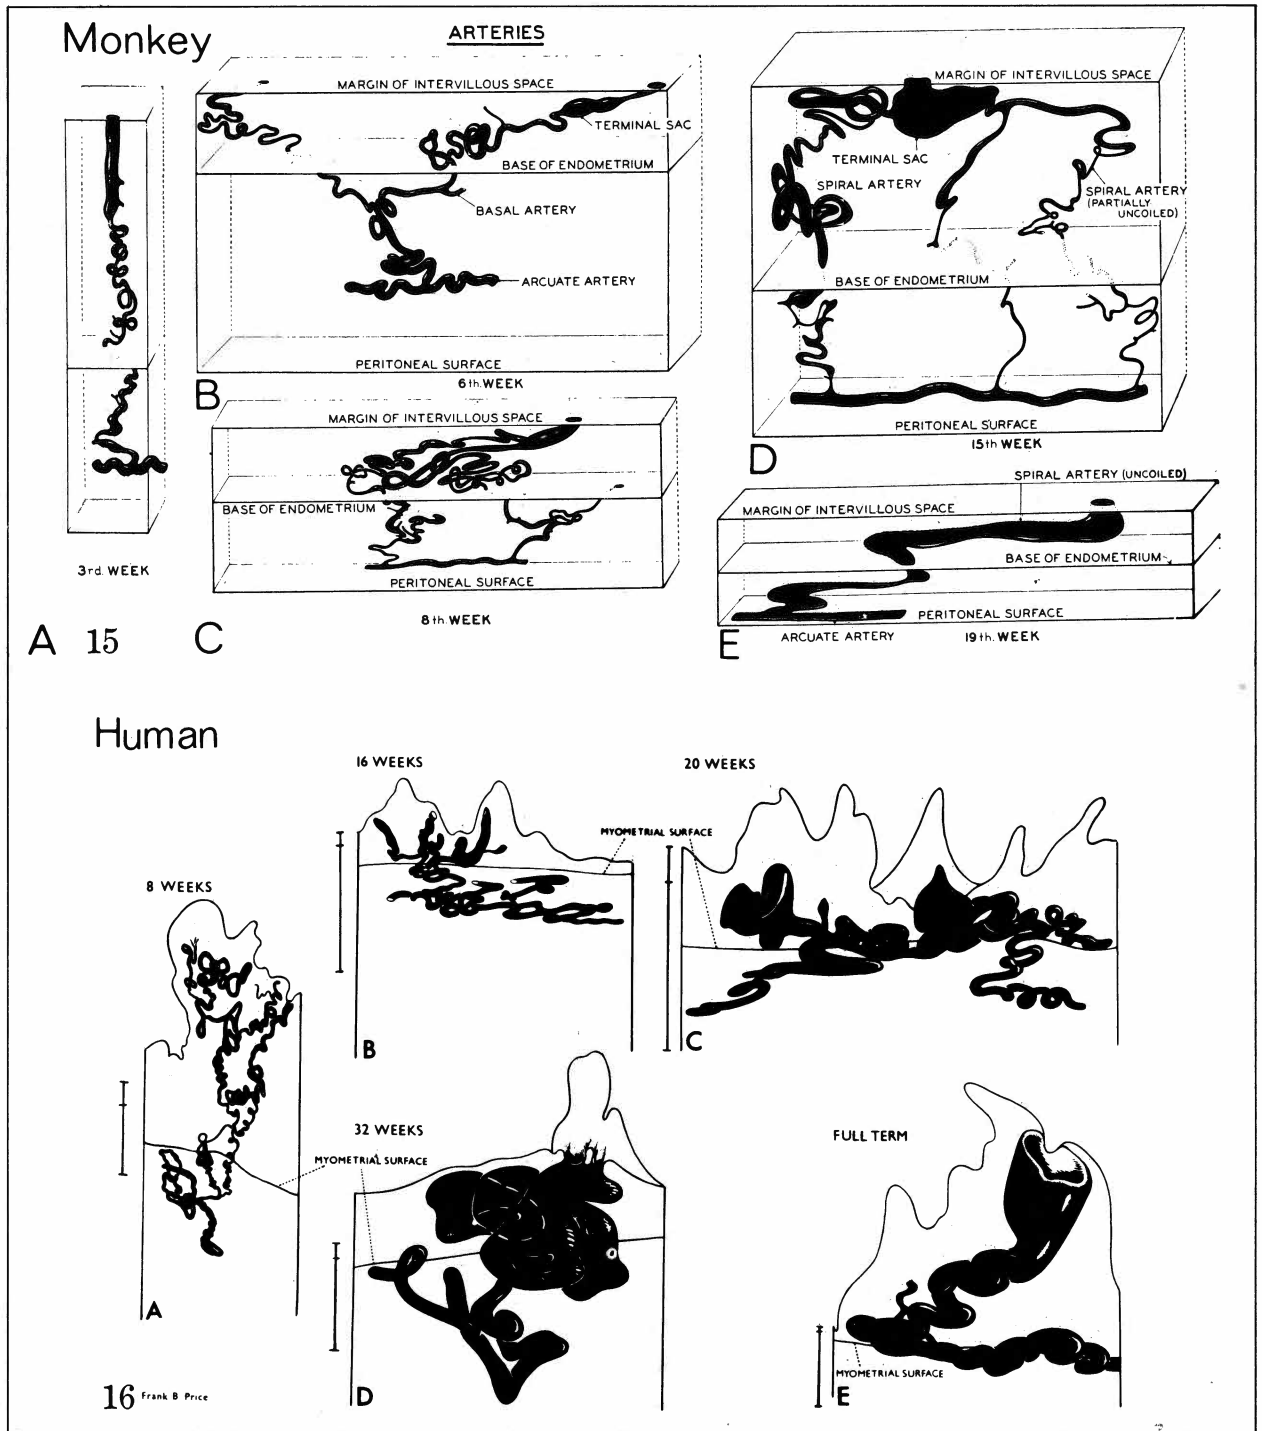 Monkey
ARTERIES
MARGIN OF INTERVILLOUS SPACE
TERMINAL SAC
BASE OF ENDOMETRIUM
BASAL ARTERY
ARCUATE ARTERY
PERITONEAL SURFACE
6th. WEEK
B
MARGIN OF INTERVILLOUS SPACE
TERMINAL SAC
SPIRAL ARTERY
SPIRAL ARTERY
(PARTIALLY
UNCOILED)
BASE OF ENDOMETRIUM
PERITONEAL SURFACE
15th WEEK
D
3rd. WEEK
A 15
MARGIN OF INTERVILLOUS SPACE
BASE OF ENDOMETRIUM
PERITONEAL SURFACE
8th. WEEK
C
SPIRAL ARTERY (UNCOILED)
MARGIN OF INTERVILLOUS SPACE
BASE OF ENDOMETRIUM
PERITONEAL SURFACE
ARCUATE ARTERY
19th. WEEK
E
Human
8 WEEKS
A
16 WEEKS
MYOMETRIAL SURFACE
B
20 WEEKS
C
32 WEEKS
MYOMETRIAL SURFACE
D
FULL TERM
MYOMETRIAL SURFACE
E
16 Frank B Price